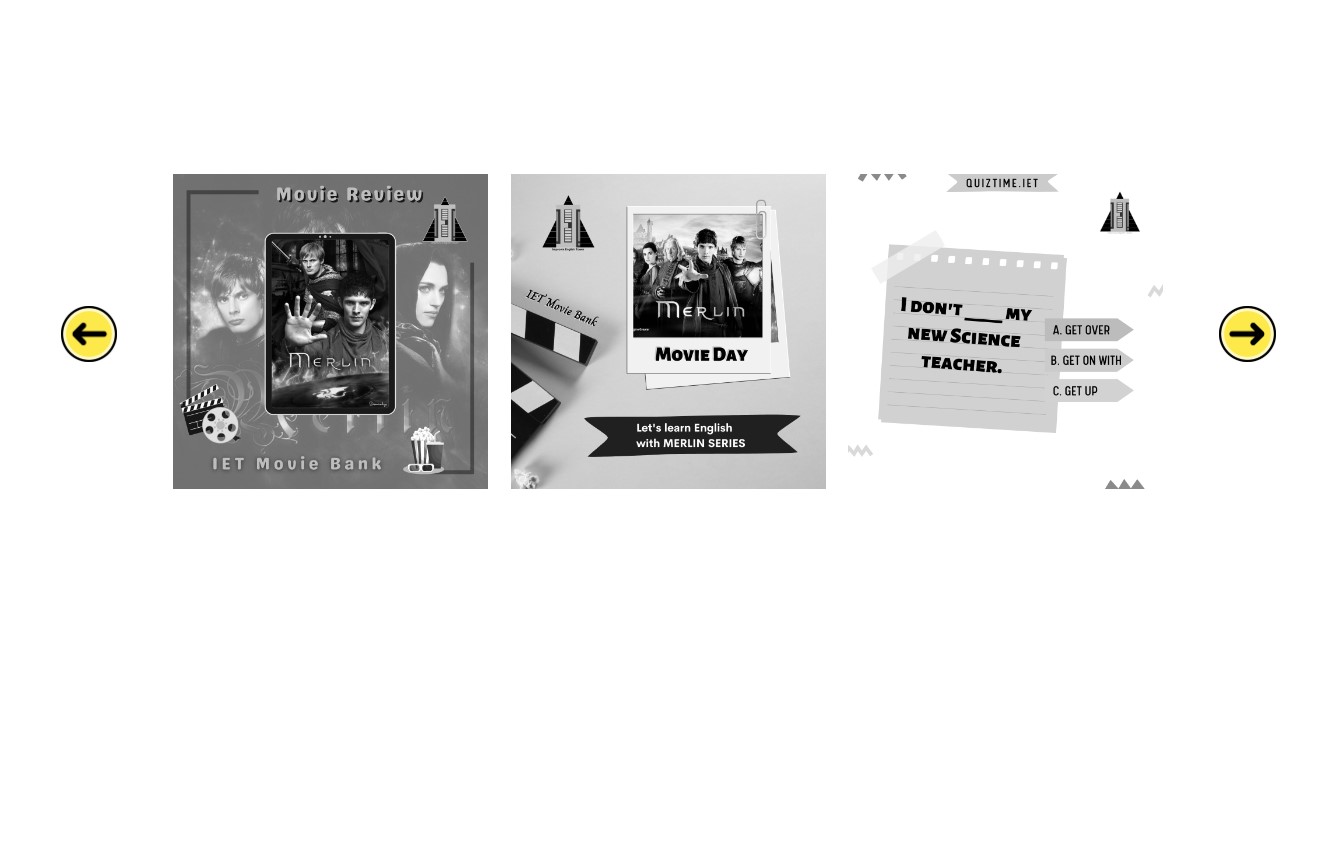 Movie Review
MERLIN
IET Movie Bank
IET Movie Bank
MERLIN
MOVIE DAY
Let's learn English
with MERLIN SERIES
QUIZTIME.IET
I DON'T ____ MY
NEW SCIENCE
TEACHER.
A. GET OVER
B. GET ON WITH
C. GET UP